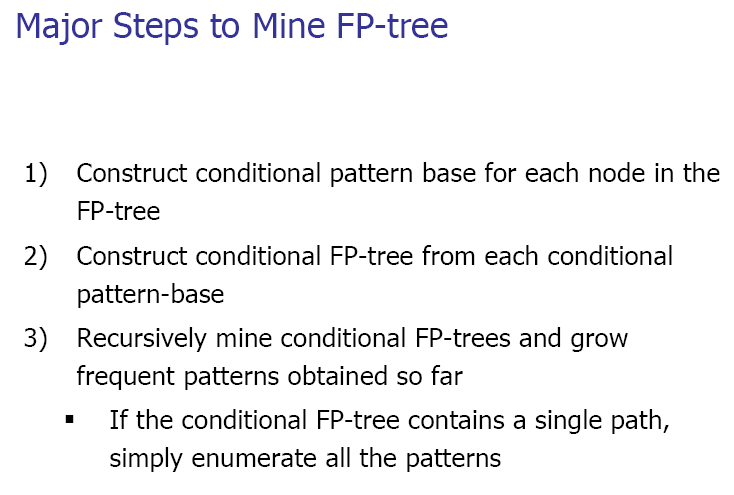 Major Steps to Mine FP-tree
1) Construct conditional pattern base for each node in the
FP-tree
2) Construct conditional FP-tree from each conditional
pattern-base
3) Recursively mine conditional FP-trees and grow
frequent patterns obtained so far
▪ If the conditional FP-tree contains a single path,
simply enumerate all the patterns